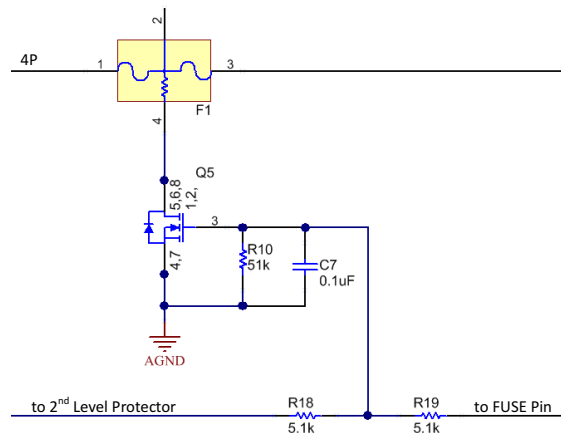 2
4P
1
3
F1
4
Q5
5,6,8
1,2,
3
4,7
R10
51k
C7
0.1uF
AGND
R18
R19
to 2nd Level Protector
to FUSE Pin
5.1k
5.1k